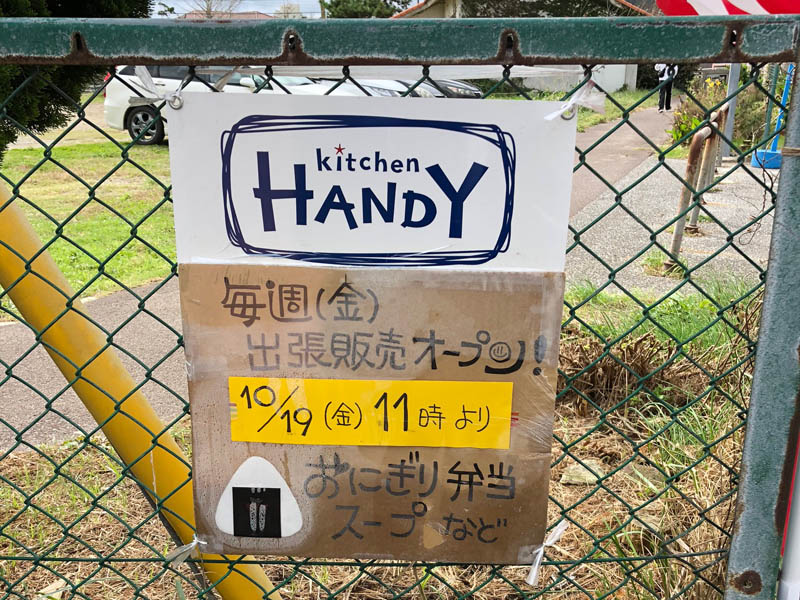 kitchen
HANDY
毎週(金)
出張販売オープン!
10/19(金)11時より
おにぎり弁当
スープなど